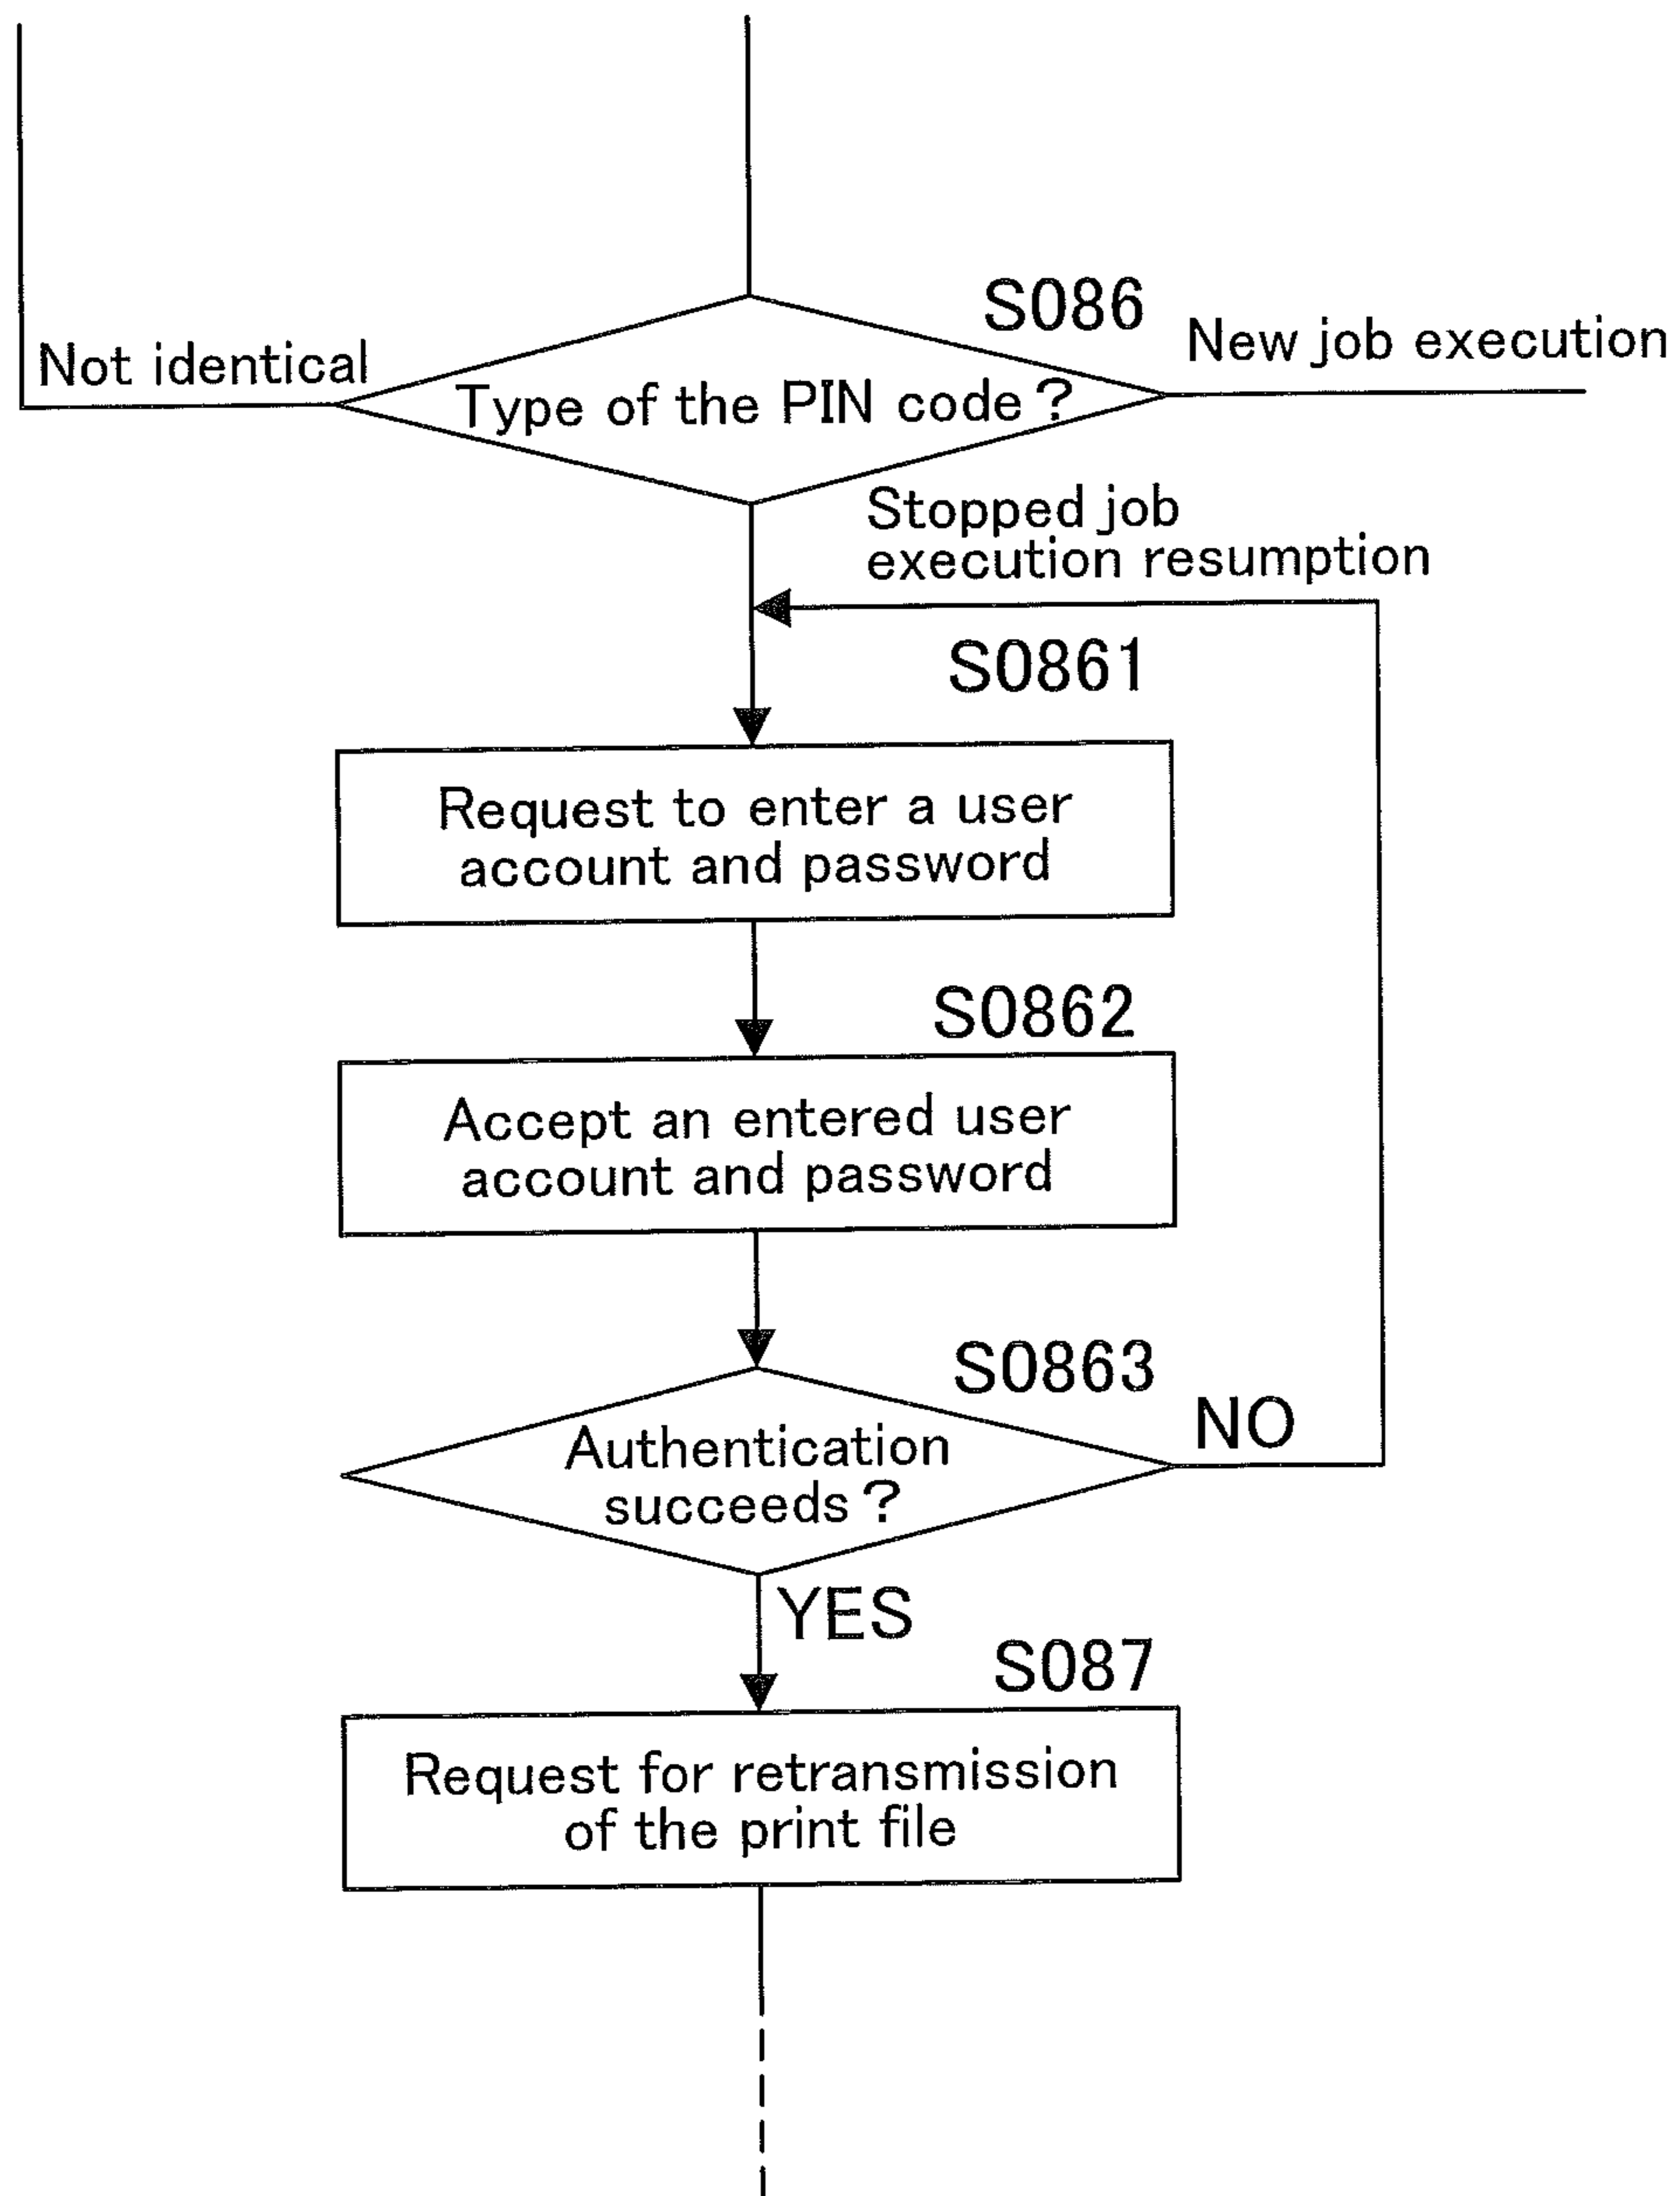 S086
Not identical
New job execution
Type of the PIN code?
Stopped job
execution resumption
S0861
Request to enter a user
account and password
S0862
Accept an entered user
account and password
S0863
NO
Authentication
succeeds?
YES
S087
Request for retransmission
of the print file